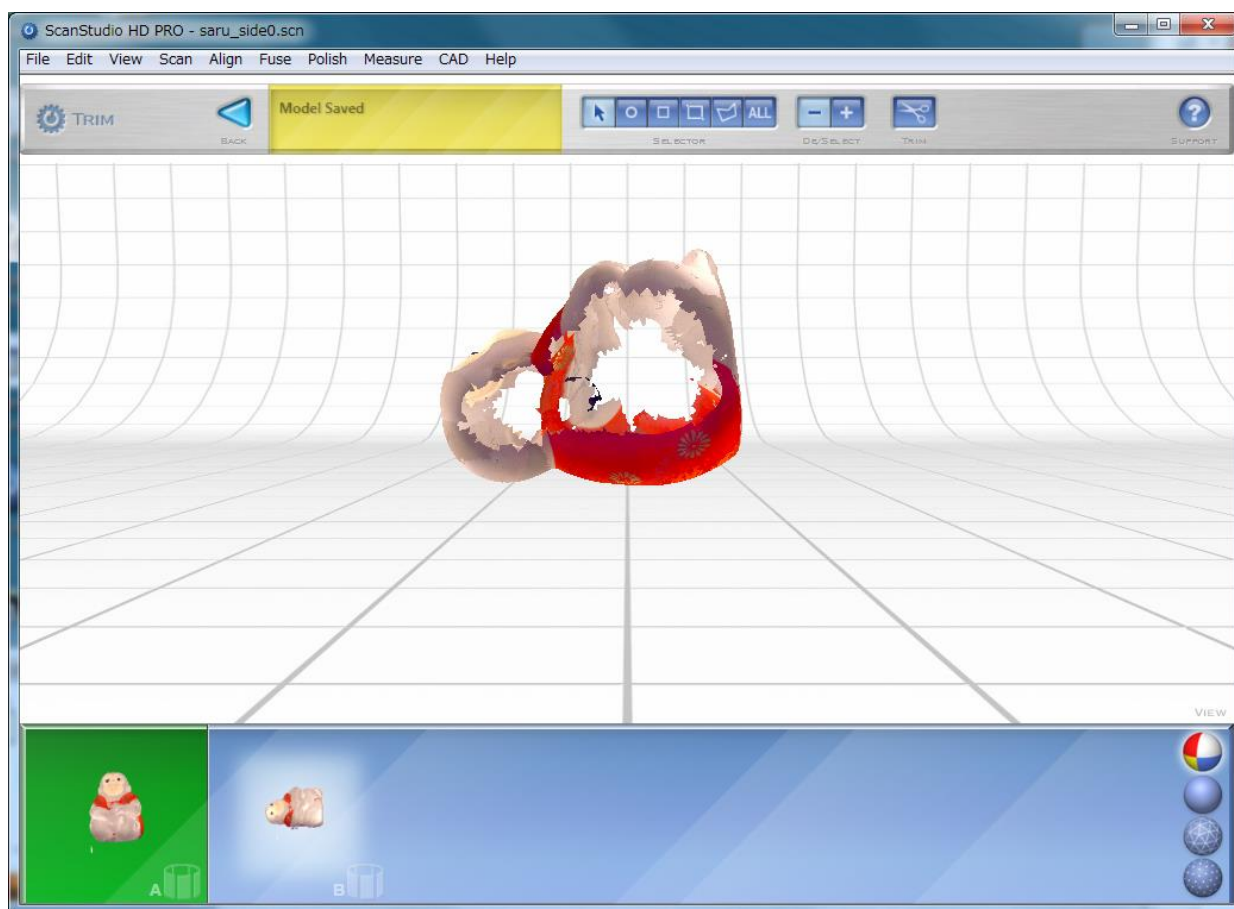 ScanStudio HD PRO - saru_side0.scn
File Edit View Scan Align Fuse Polish Measure CAD Help
TRIM
Model Saved
ALL
BACK
SELECTOR
DE/SELECT
TRIM
?
SUPPORT
VIEW
A
B